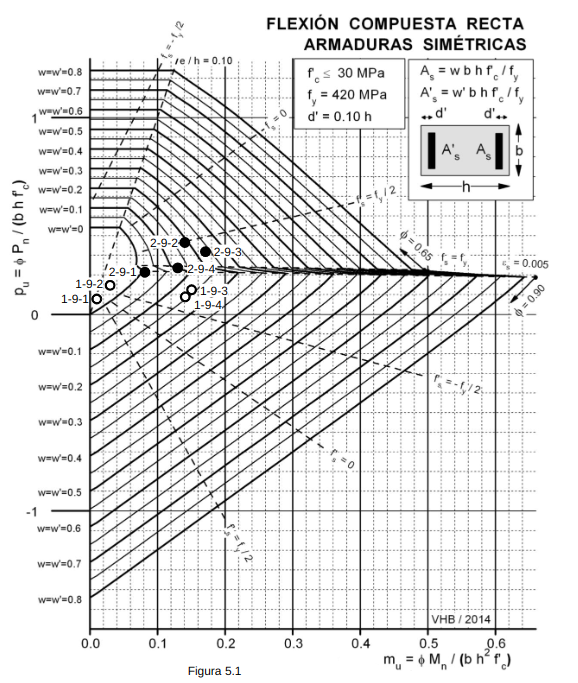 FLEXIÓN COMPUESTA RECTA
ARMADURAS SIMÉTRICAS
f'c ≤ 30 MPa
fy = 420 MPa
d' = 0.10 h
As = w b h f'c / fy
A's = w' b h f'c / fy
d' d'
A's As b
h
fs = - fy /2
e / h = 0.10
fs = 0
fs = fy / 2
w=w'=0.8
w=w'=0.7
w=w'=0.6
w=w'=0.5
w=w'=0.4
w=w'=0.3
w=w'=0.2
w=w'=0.1
w=w'=0
1
0
-1
pu = ϕ Pn / (b h f'c)
2-9-2
2-9-3
2-9-1
2-9-4
1-9-2
1-9-3
1-9-1
1-9-4
ϕ = 0.65
fs = fy
εs = 0.005
ϕ = 0.90
f's = - fy / 2
f's = 0
f's = fy / 2
w=w'=0.1
w=w'=0.2
w=w'=0.3
w=w'=0.4
w=w'=0.5
w=w'=0.6
w=w'=0.7
w=w'=0.8
VHB / 2014
0.0 0.1 0.2 0.3 0.4 0.5 0.6
mu = ϕ Mn / (b h² f'c)
Figura 5.1